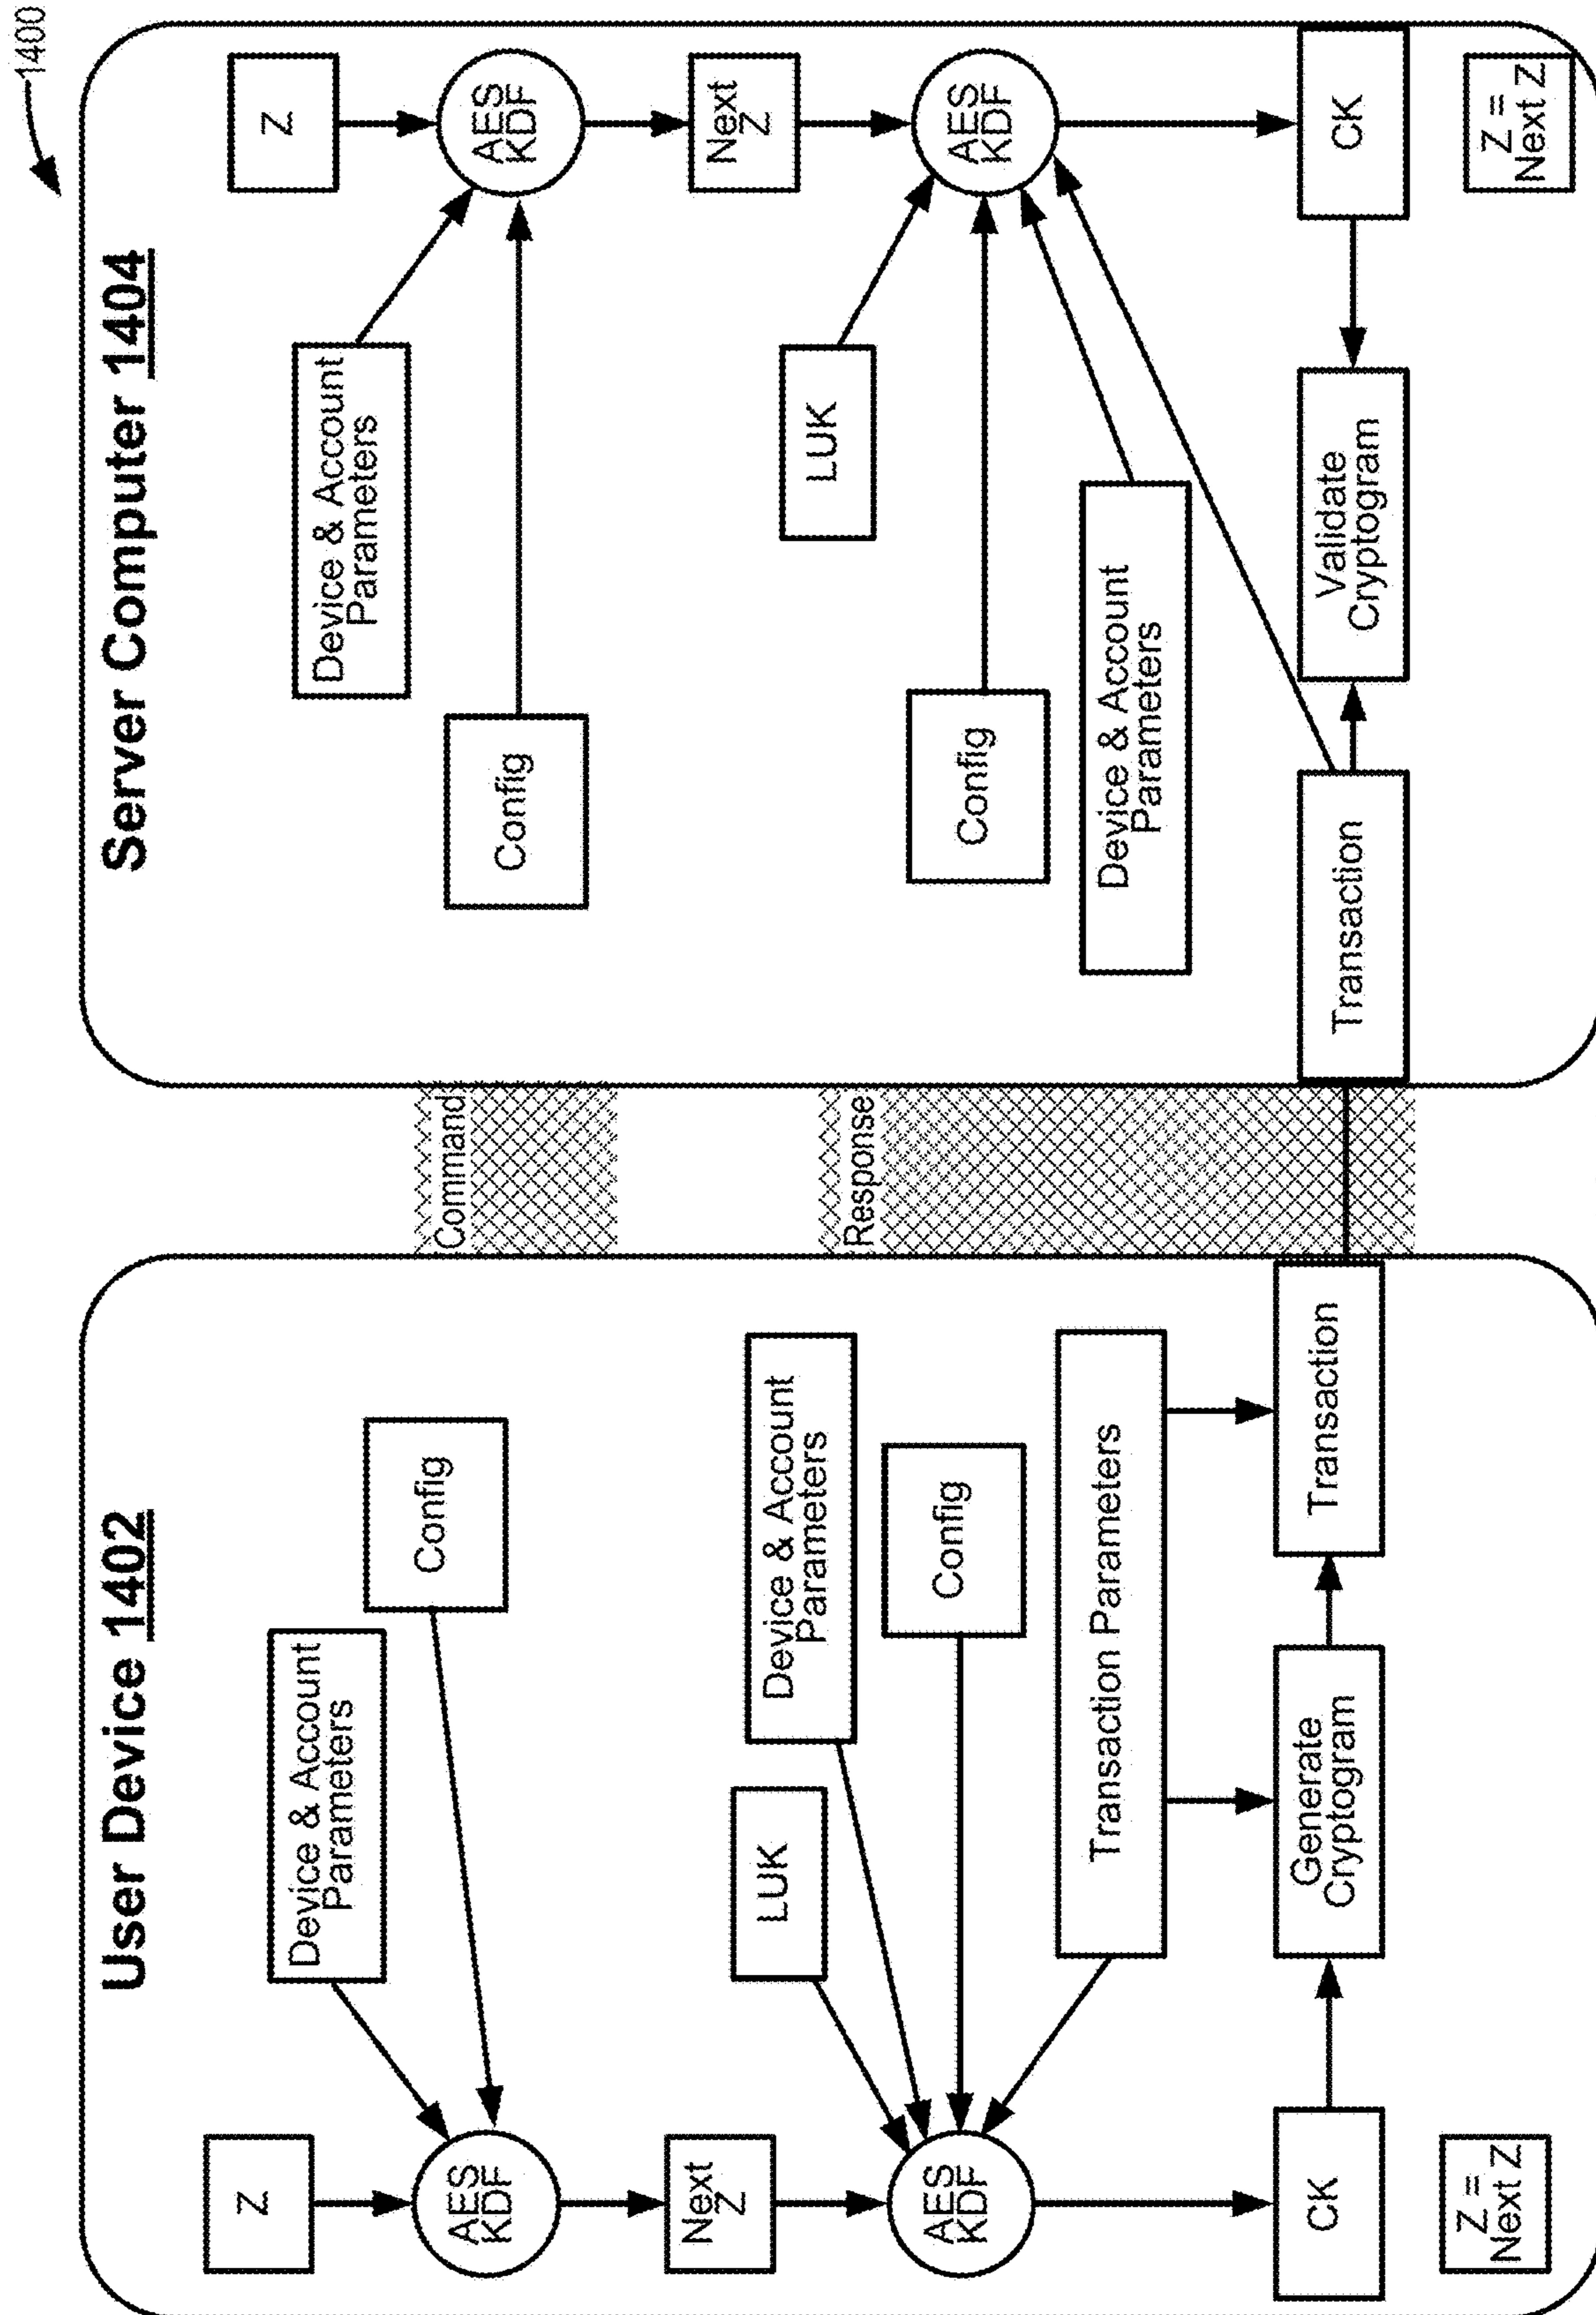 1400
User Device 1402
Z
Device & Account
Parameters
Config
AES
KDF
Next
Z
LUK
Device & Account
Parameters
Config
AES
KDF
Transaction Parameters
CK
Generate
Cryptogram
Transaction
Z =
Next Z
Command
Response
Server Computer 1404
Device & Account
Parameters
Z
Config
AES
KDF
Next
Z
LUK
Config
AES
KDF
Device & Account
Parameters
Transaction
Validate
Cryptogram
CK
Z =
Next Z